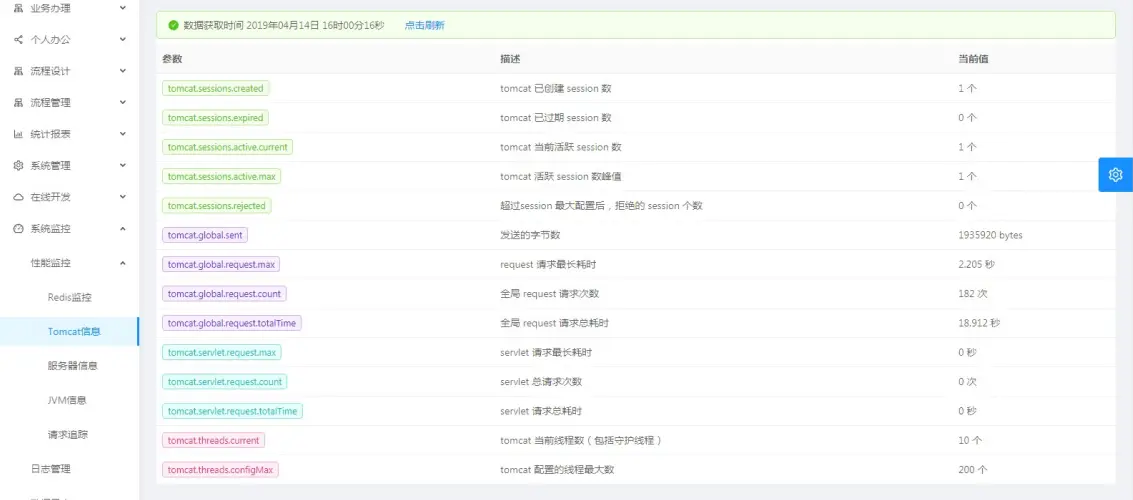 业务办理
个人办公
流程设计
流程管理
统计报表
系统管理
在线开发
系统监控
性能监控
Redis监控
Tomcat信息
服务器信息
JVM信息
请求追踪
日志管理
数据获取时间 2019年04月14日 16时00分16秒 点击刷新
参数 描述 当前值
tomcat.sessions.created tomcat 已创建 session 数 1 个
tomcat.sessions.expired tomcat 已过期 session 数 0 个
tomcat.sessions.active.current tomcat 当前活跃 session 数 1 个
tomcat.sessions.active.max tomcat 活跃 session 数峰值 1 个
tomcat.sessions.rejected 超过session 最大配置后，拒绝的 session 个数 0 个
tomcat.global.sent 发送的字节数 1935920 bytes
tomcat.global.request.max request 请求最长耗时 2.205 秒
tomcat.global.request.count 全局 request 请求次数 182 次
tomcat.global.request.totalTime 全局 request 请求总耗时 18.912 秒
tomcat.servlet.request.max servlet 请求最长耗时 0 秒
tomcat.servlet.request.count servlet 总请求次数 0 次
tomcat.servlet.request.totalTime servlet 请求总耗时 0 秒
tomcat.threads.current tomcat 当前线程数（包括守护线程） 10 个
tomcat.threads.configMax tomcat 配置的线程最大数 200 个